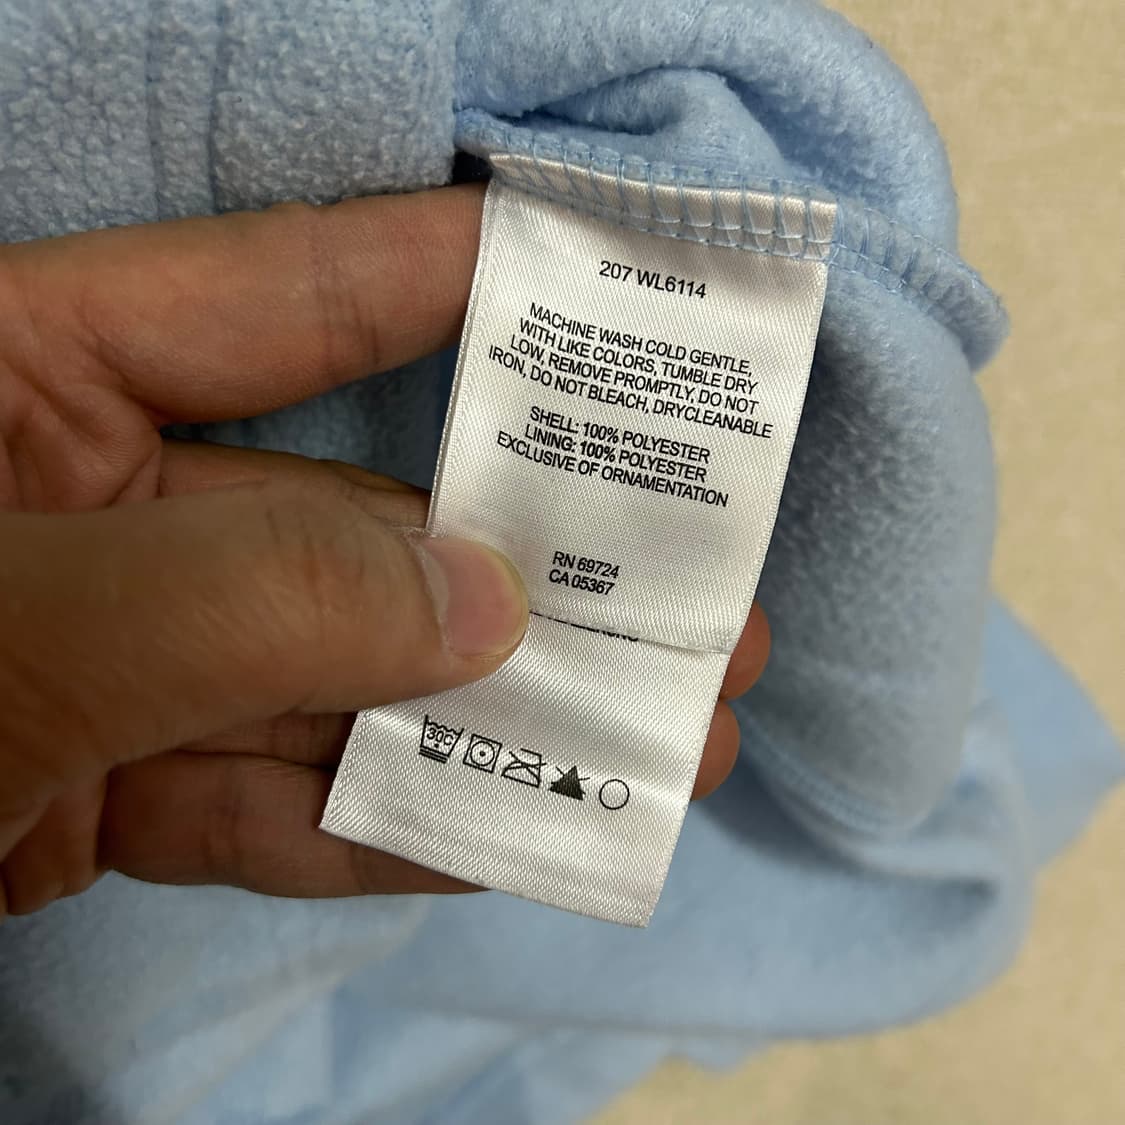 207 WL6114
MACHINE WASH COLD GENTLE,
WITH LIKE COLORS, TUMBLE DRY
LOW, REMOVE PROMPTLY, DO NOT
IRON, DO NOT BLEACH, DRYCLEANABLE
SHELL: 100% POLYESTER
LINING: 100% POLYESTER
EXCLUSIVE OF ORNAMENTATION
RN 69724
CA 05367
30C